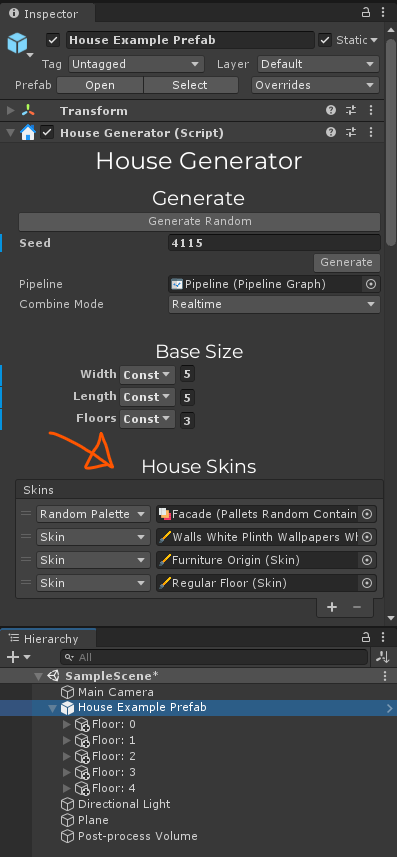 Inspector
House Example Prefab Static
Tag Untagged Layer Default
Prefab Open Select Overrides
Transform
House Generator (Script)
House Generator
Generate
Generate Random
Seed 4115
Generate
Pipeline Pipeline (Pipeline Graph)
Combine Mode Realtime
Base Size
Width Const 5
Length Const 5
Floors Const 3
House Skins
Skins
Random Palette Facade (Pallets Random Contain
Skin Walls White Plinth Wallpapers Wh
Skin Furniture Origin (Skin)
Skin Regular Floor (Skin)
+ −
Hierarchy
+ All
SampleScene*
Main Camera
House Example Prefab
Floor: 0
Floor: 1
Floor: 2
Floor: 3
Floor: 4
Directional Light
Plane
Post-process Volume